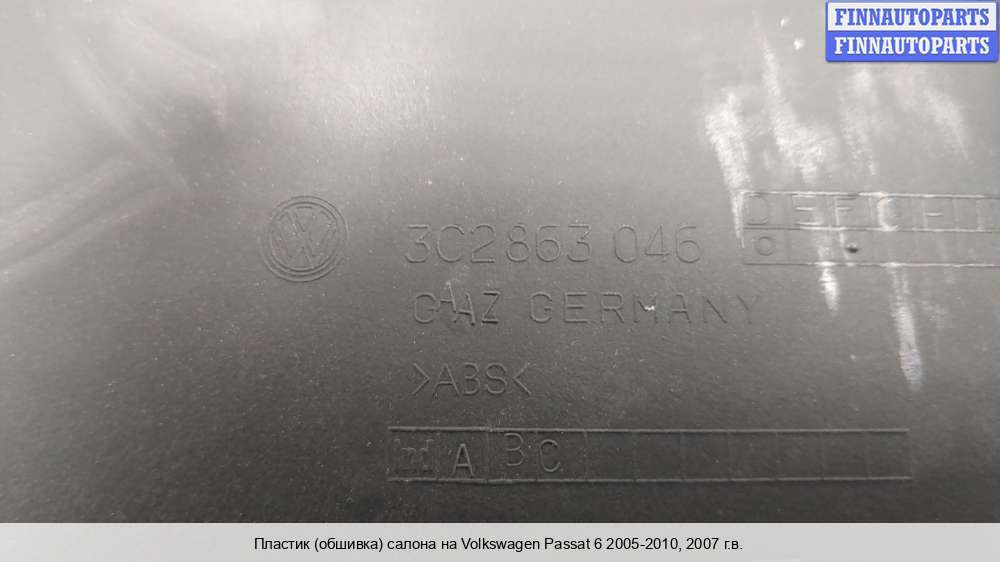 FINNAUTOPARTS
FINNAUTOPARTS
3C2863 046
GERMANY
>ABS<
A B C
Пластик (обшивка) салона на Volkswagen Passat 6 2005-2010, 2007 г.в.